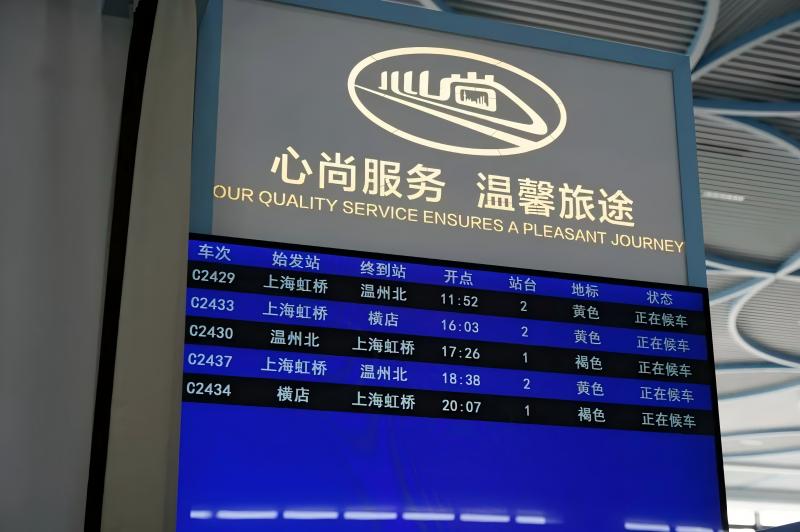 心尚
心尚服务 温馨旅途
OUR QUALITY SERVICE ENSURES A PLEASANT JOURNEY
车次 始发站 终到站 开点 站台 地标 状态
C2429 上海虹桥 温州北 11:52 2 黄色 正在候车
C2433 上海虹桥 横店 16:03 2 黄色 正在候车
C2430 温州北 上海虹桥 17:26 1 褐色 正在候车
C2437 上海虹桥 温州北 18:38 2 黄色 正在候车
C2434 横店 上海虹桥 20:07 1 褐色 正在候车